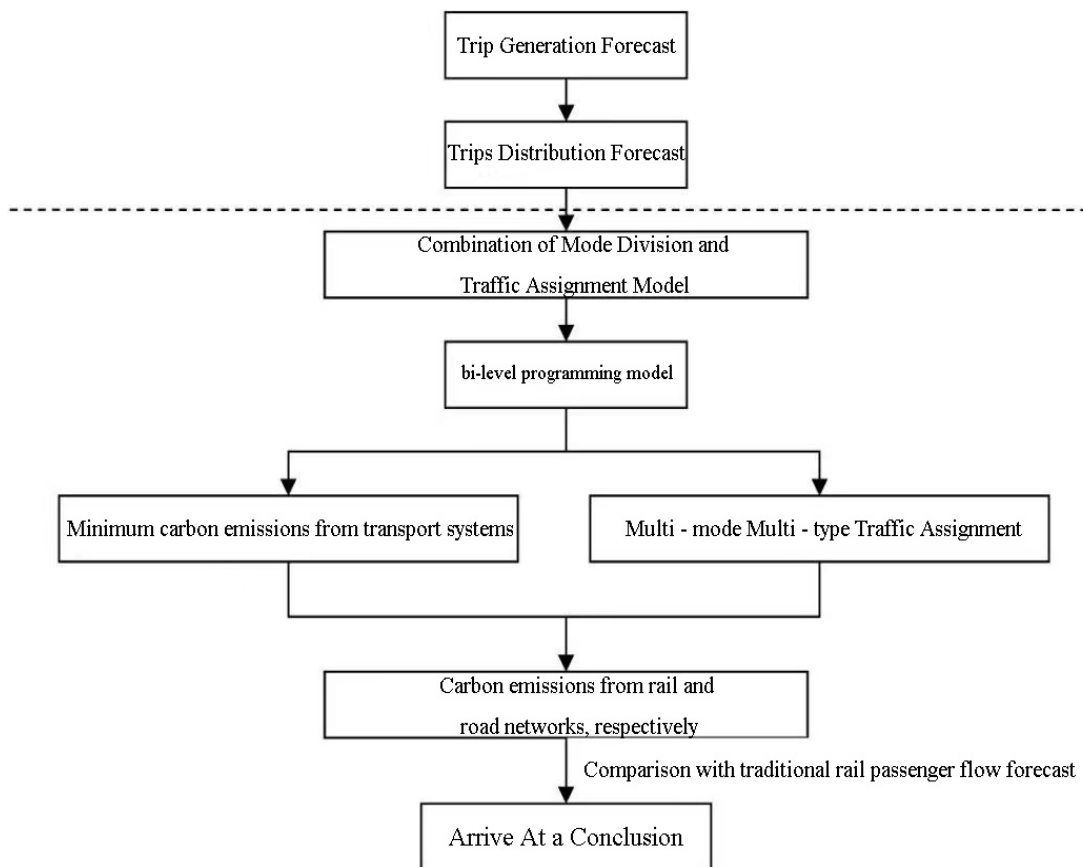 Trip Generation Forecast
Trips Distribution Forecast
Combination of Mode Division and
Traffic Assignment Model
bi-level programming model
Minimum carbon emissions from transport systems
Multi - mode Multi - type Traffic Assignment
Carbon emissions from rail and
road networks, respectively
Comparison with traditional rail passenger flow forecast
Arrive At a Conclusion